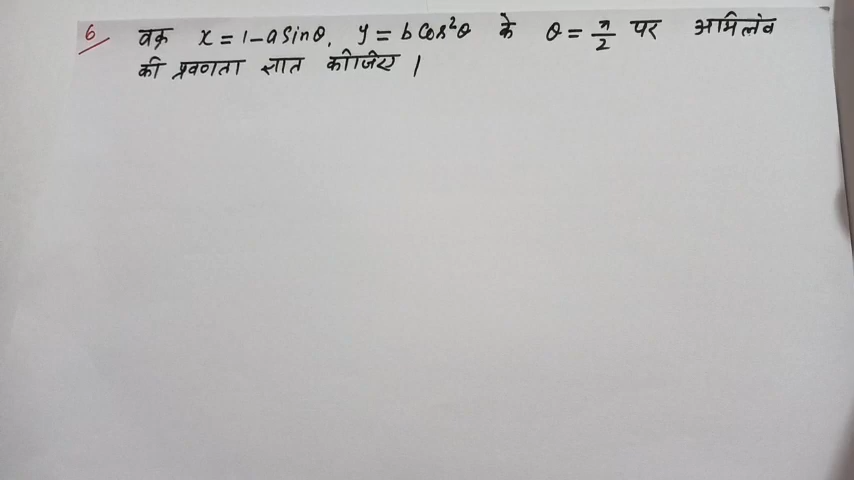 6 वक्र x = 1 - a sinθ, y = b cos²θ के θ = π/2 पर अभिलंब
की प्रवणता ज्ञात कीजिए ।